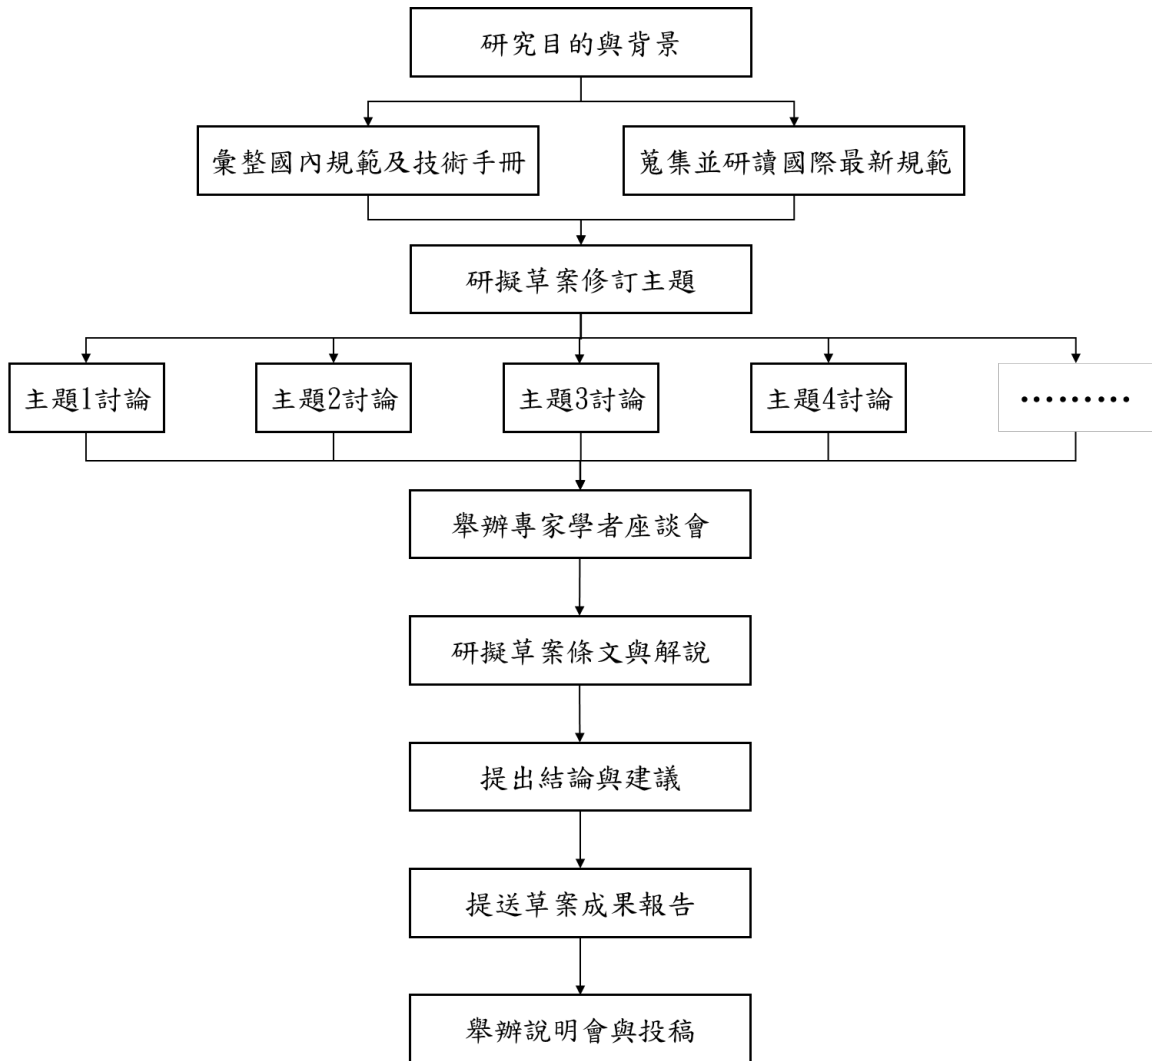 研究目的與背景
彙整國內規範及技術手冊
蒐集並研讀國際最新規範
研擬草案修訂主題
主題1討論
主題2討論
主題3討論
主題4討論
………
舉辦專家學者座談會
研擬草案條文與解說
提出結論與建議
提送草案成果報告
舉辦說明會與投稿